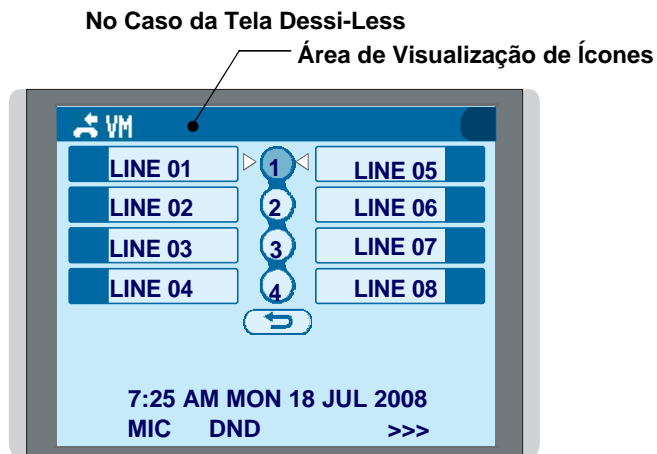 No Caso da Tela Dessi-Less
Área de Visualização de Ícones
VM
LINE 01 1 LINE 05
LINE 02 2 LINE 06
LINE 03 3 LINE 07
LINE 04 4 LINE 08
7:25 AM MON 18 JUL 2008
MIC DND >>>